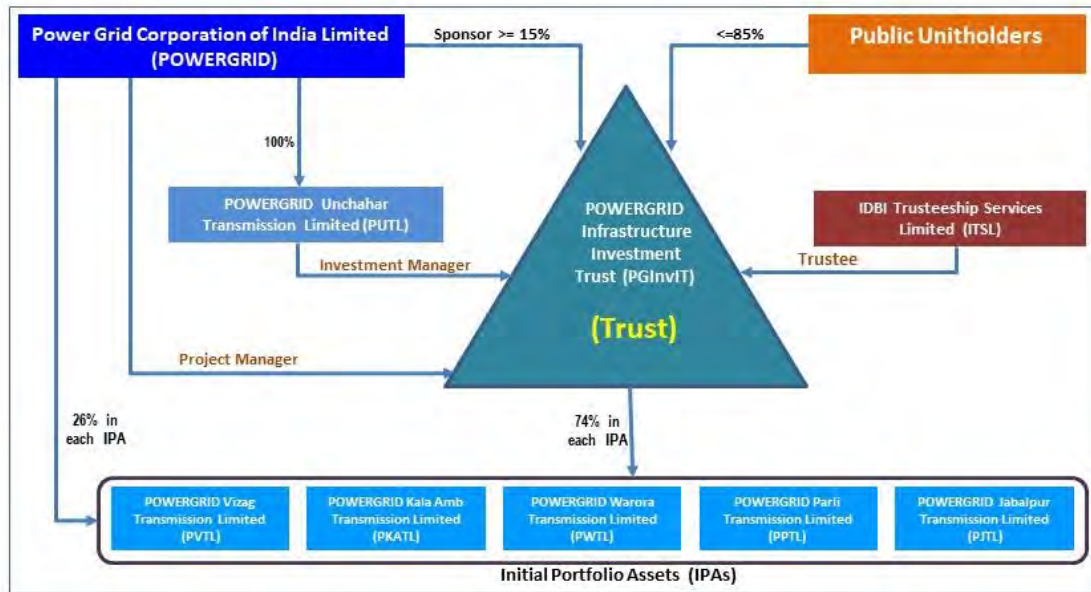 Power Grid Corporation of India Limited
(POWERGRID)
Sponsor >= 15%
<=85%
Public Unitholders
100%
POWERGRID Unchahar
Transmission Limited (PUTL)
Investment Manager
POWERGRID
Infrastructure
Investment
Trust (PGInvIT)
(Trust)
IDBI Trusteeship Services
Limited (ITSL)
Trustee
Project Manager
26% in
each IPA
74% in
each IPA
POWERGRID Vizag
Transmission Limited
(PVTL)
POWERGRID Kala Amb
Transmission Limited
(PKATL)
POWERGRID Warora
Transmission Limited
(PWTL)
POWERGRID Parli
Transmission Limited
(PPTL)
POWERGRID Jabalpur
Transmission Limited
(PJTL)
Initial Portfolio Assets (IPAs)